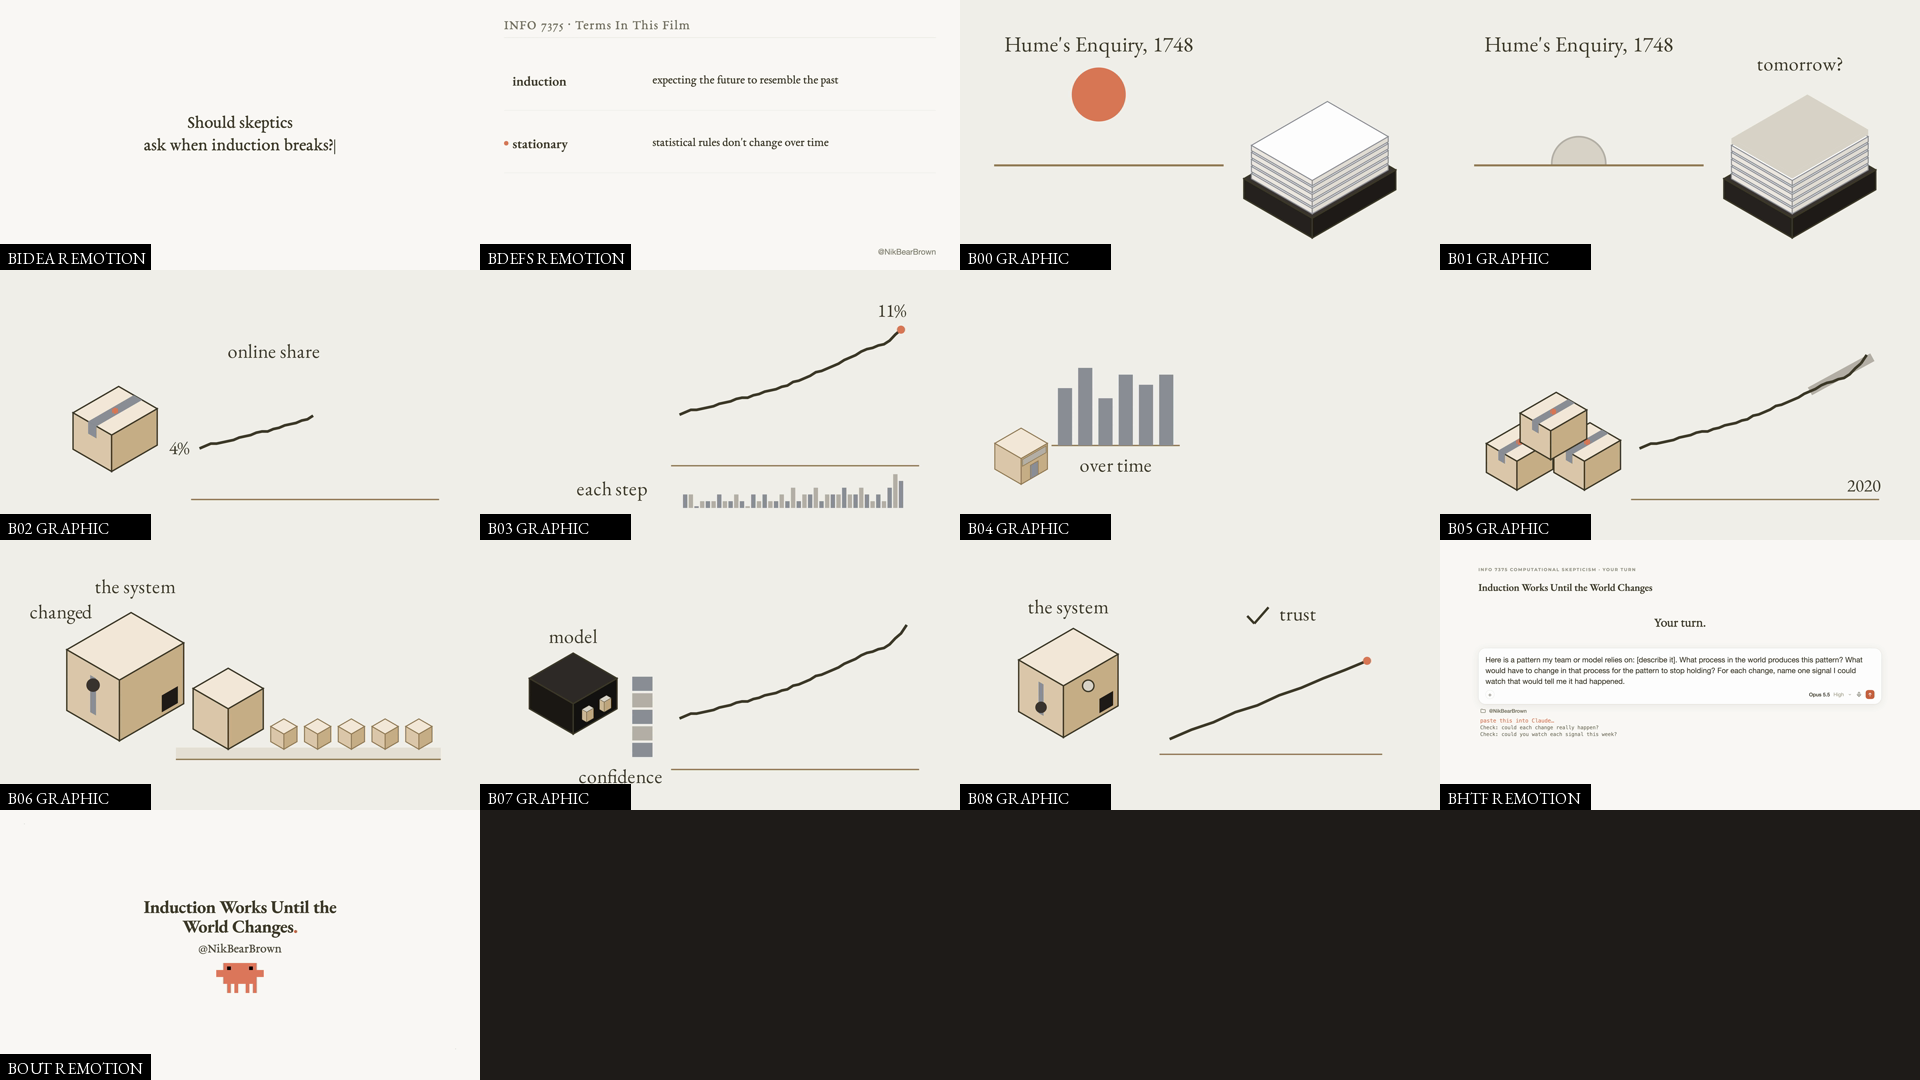 Should skeptics
ask when induction breaks?
BIDEA REMOTION
INFO 7375 · Terms In This Film
induction
expecting the future to resemble the past
stationary
statistical rules don't change over time
@NikBearBrown
BDEFS REMOTION
Hume's Enquiry, 1748
B00 GRAPHIC
Hume's Enquiry, 1748
tomorrow?
B01 GRAPHIC
online share
4%
B02 GRAPHIC
11%
each step
B03 GRAPHIC
over time
B04 GRAPHIC
2020
B05 GRAPHIC
the system
changed
B06 GRAPHIC
model
confidence
B07 GRAPHIC
the system
trust
B08 GRAPHIC
INFO 7375 COMPUTATIONAL SKEPTICISM · YOUR TURN
Induction Works Until the World Changes
Your turn.
Here is a pattern my team or model relies on: [describe it]. What process in the world produces this pattern? What
would have to change in that process for the pattern to stop holding? For each change, name one signal I could
watch that would tell me it had happened.
Opus 5.5 High
@NikBearBrown
paste this into Claude…
Check: could each change really happen?
Check: could you watch each signal this week?
BHTF REMOTION
Induction Works Until the
World Changes.
@NikBearBrown
BOUT REMOTION